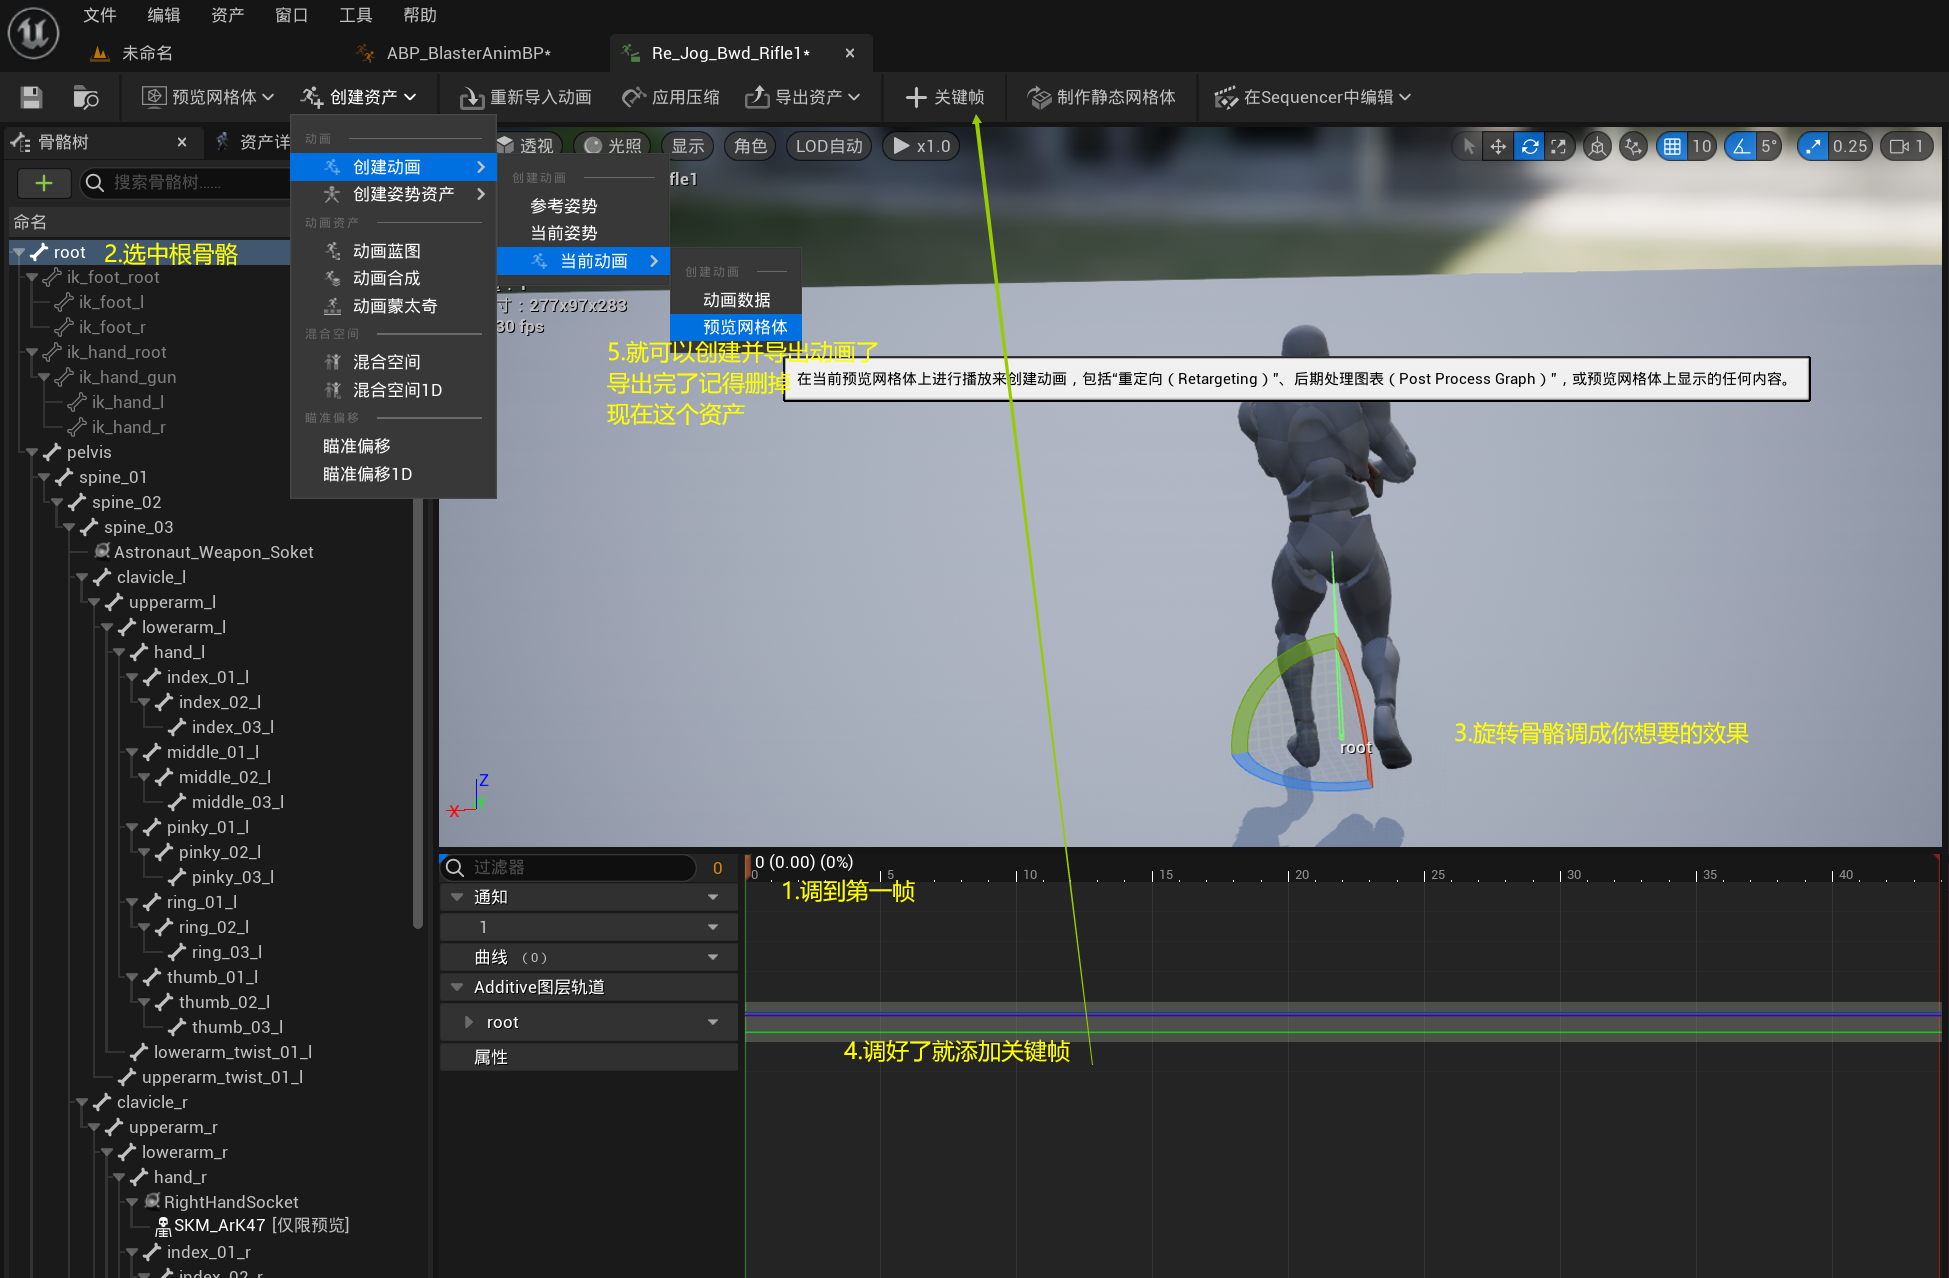 文件 编辑 资产 窗口 工具 帮助
未命名 ABP_BlasterAnimBP* Re_Jog_Bwd_Rifle1*
预览网格体 创建资产 重新导入动画 应用压缩 导出资产 关键帧 制作静态网格体 在Sequencer中编辑
骨骼树 资产详
搜索骨骼树......
命名
root 2.选中根骨骼
ik_foot_root
ik_foot_l
ik_foot_r
ik_hand_root
ik_hand_gun
ik_hand_l
ik_hand_r
pelvis
spine_01
spine_02
spine_03
Astronaut_Weapon_Soket
clavicle_l
upperarm_l
lowerarm_l
hand_l
index_01_l
index_02_l
index_03_l
middle_01_l
middle_02_l
middle_03_l
pinky_01_l
pinky_02_l
pinky_03_l
ring_01_l
ring_02_l
ring_03_l
thumb_01_l
thumb_02_l
thumb_03_l
lowerarm_twist_01_l
upperarm_twist_01_l
clavicle_r
upperarm_r
lowerarm_r
hand_r
RightHandSocket
SKM_ArK47 [仅限预览]
index_01_r
index_02_r
动画
创建动画
创建姿势资产
动画资产
动画蓝图
动画合成
动画蒙太奇
混合空间
混合空间
混合空间1D
瞄准偏移
瞄准偏移
瞄准偏移1D
透视 光照 显示 角色 LOD自动 x1.0
10 5° 0.25 1
创建动画
fle1
参考姿势
当前姿势
当前动画
创建动画
动画数据
预览网格体
寸：277x97x283
30 fps
5.就可以创建并导出动画了
导出完了记得删掉
现在这个资产
在当前预览网格体上进行播放来创建动画，包括“重定向（Retargeting）”、后期处理图表（Post Process Graph）”，或预览网格体上显示的任何内容。
3.旋转骨骼调成你想要的效果
root
Z
Y
X
过滤器 0
0 (0.00) (0%)
0 5 10 15 20 25 30 35 40
1.调到第一帧
通知
1
曲线 （0）
Additive图层轨道
root
属性
4.调好了就添加关键帧